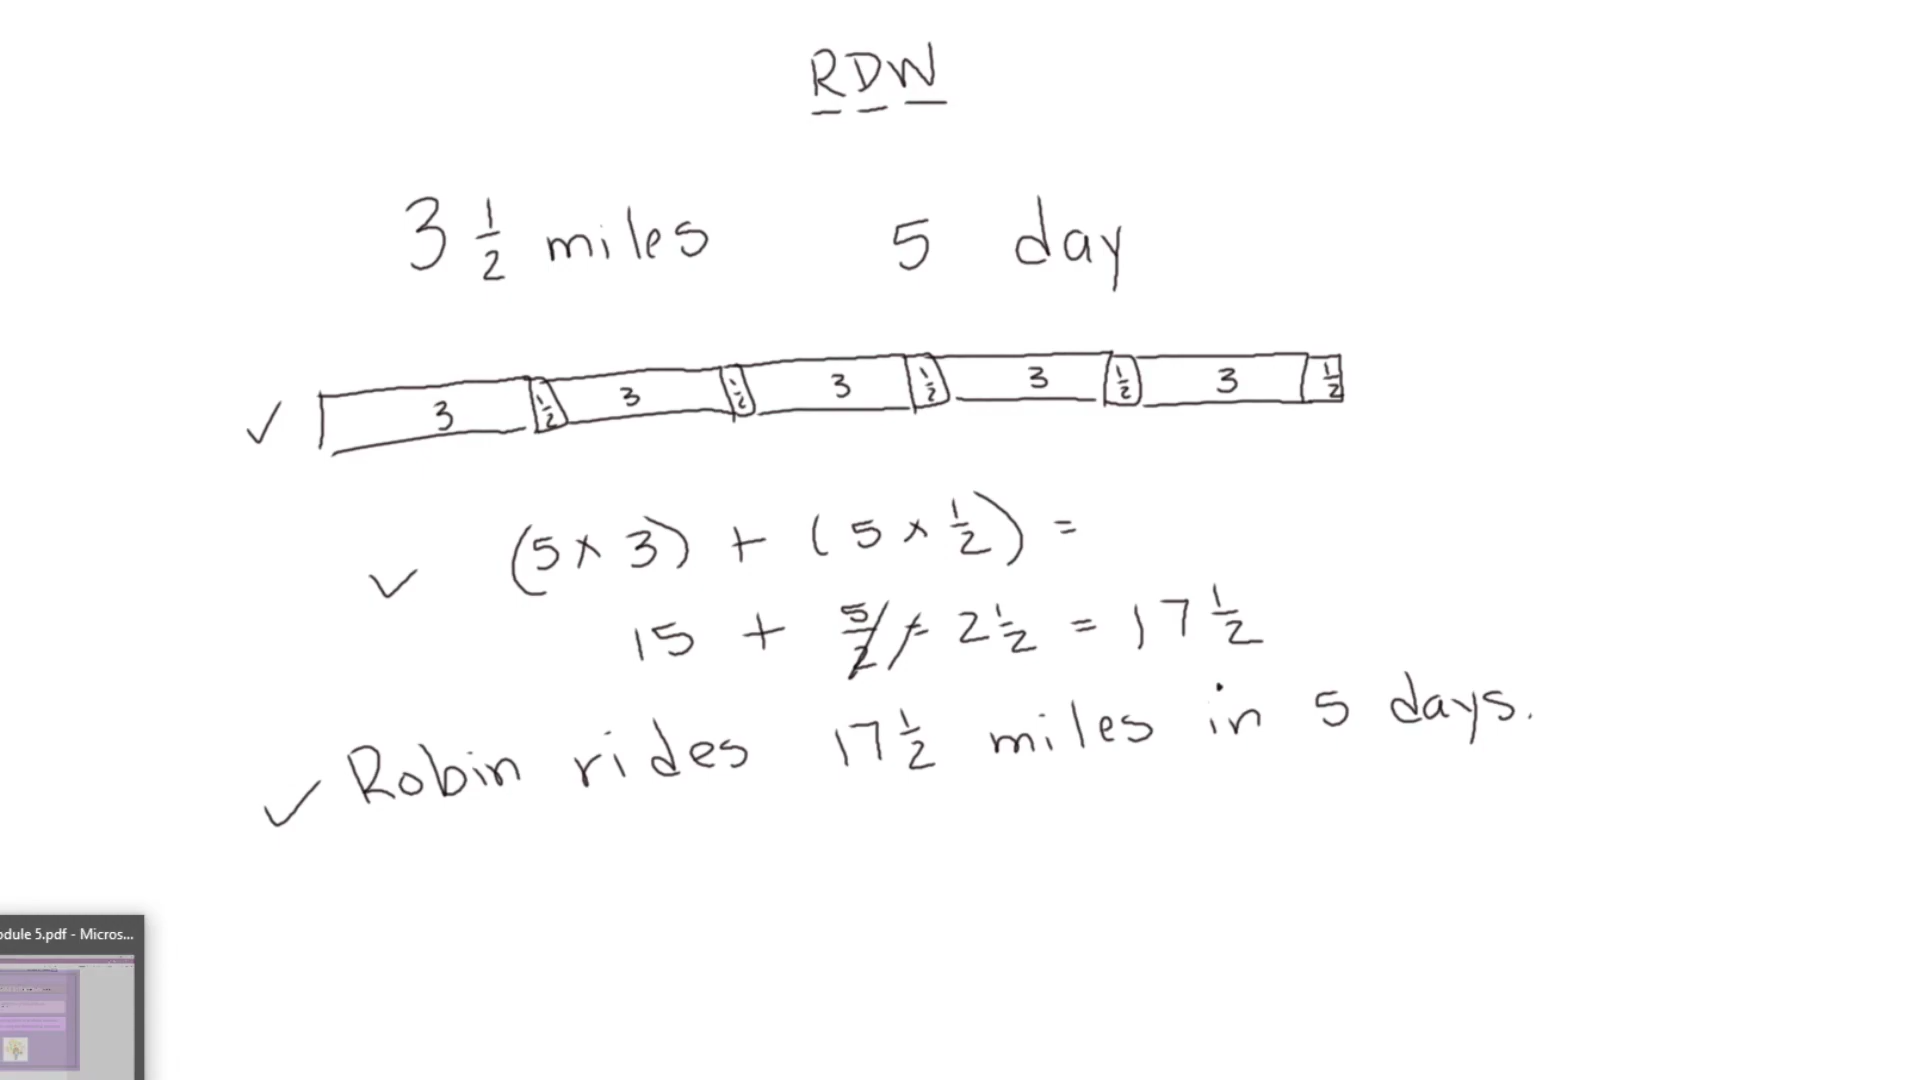 RDW
3 1/2 miles 5 day
3 1/2 3 1/2 3 1/2 3 1/2 3 1/2
(5 x 3) + (5 x 1/2) =
15 + 5/2 = 2 1/2 = 17 1/2
Robin rides 17 1/2 miles in 5 days.
odule 5.pdf - Micros...